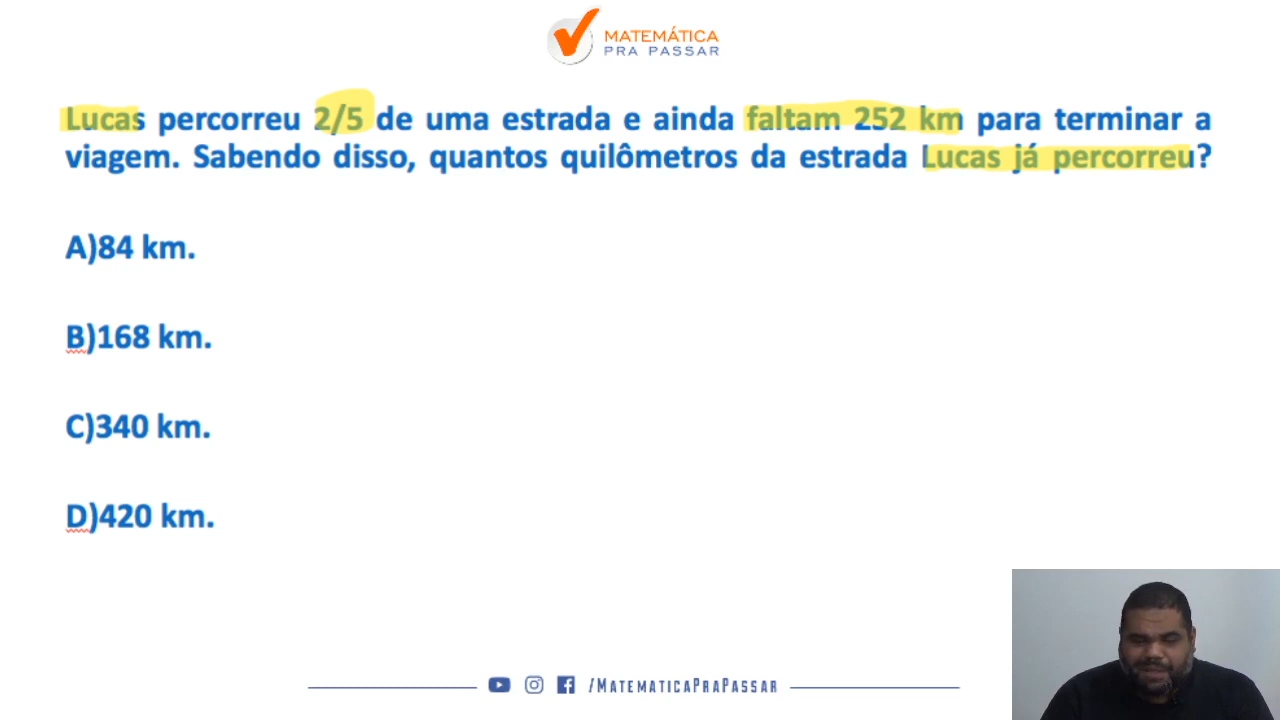 MATEMÁTICA
PRA PASSAR
Lucas percorreu 2/5 de uma estrada e ainda faltam 252 km para terminar a
viagem. Sabendo disso, quantos quilômetros da estrada Lucas já percorreu?
A)84 km.
B)168 km.
C)340 km.
D)420 km.
/MATEMATICAPRAPASSAR